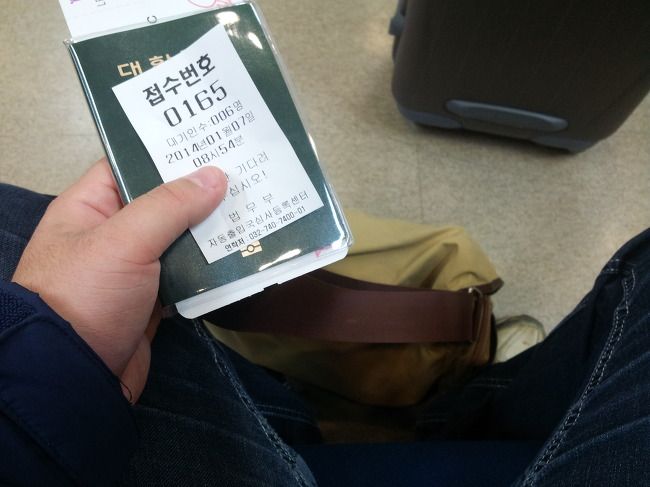 대한
접수번호
0165
대기인수:006명
2014년01월07일
08시54분
기다려
십시오!
법 무 부
자동출입국심사등록센터
연락처 : 032-740-7400~01